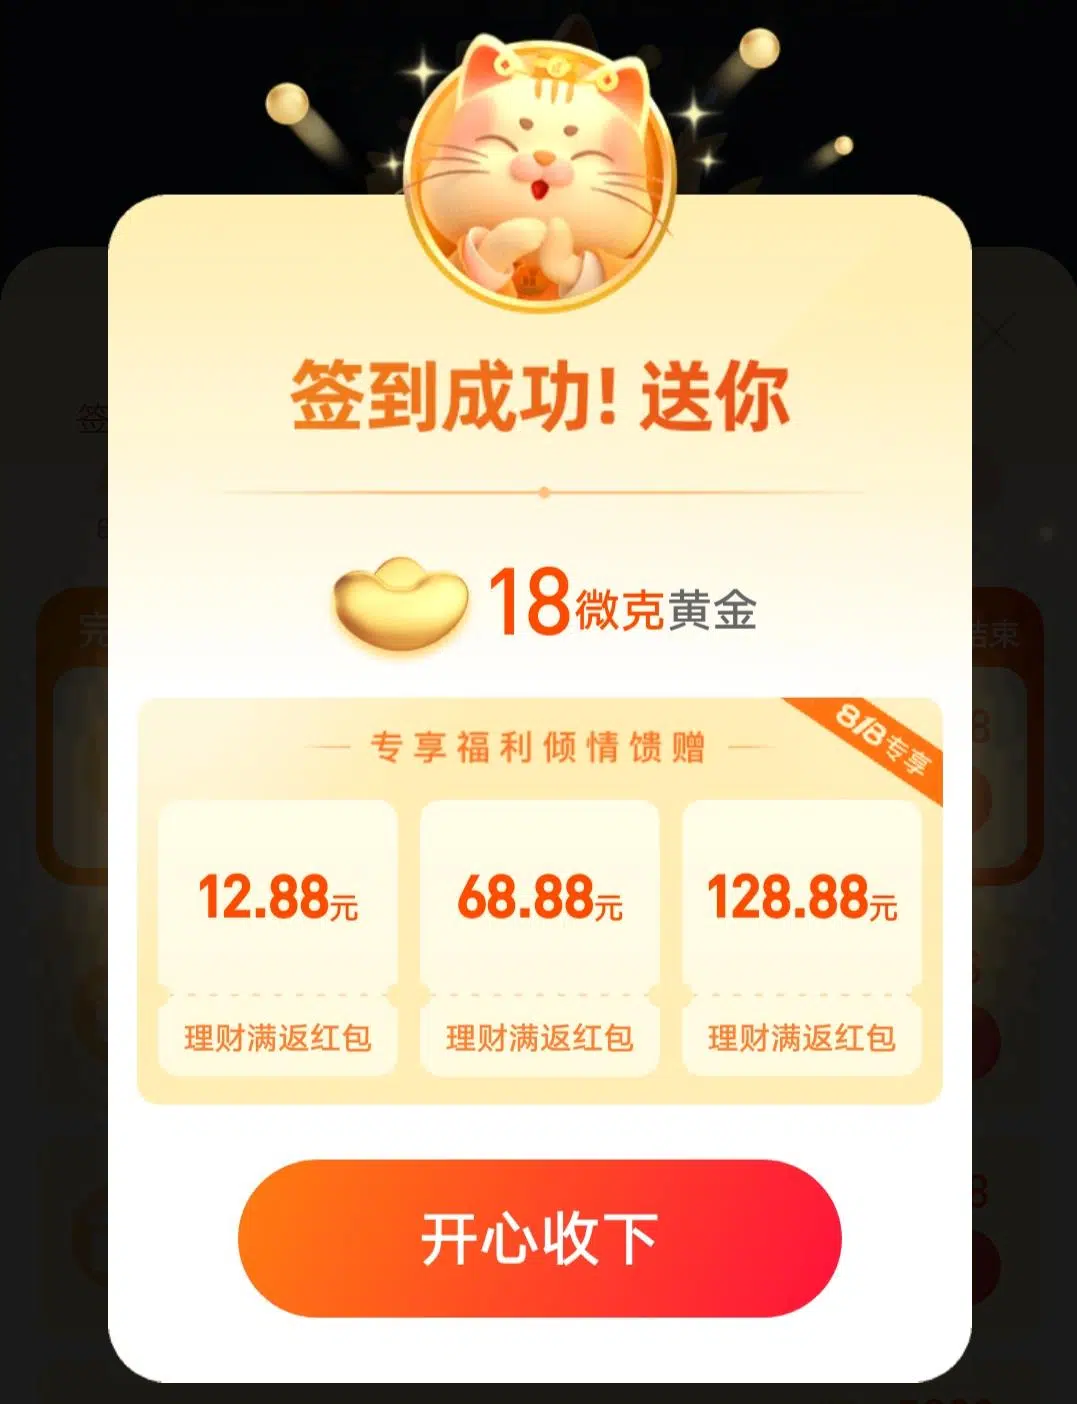 签到成功! 送你
18微克黄金
818专享
专享福利倾情馈赠
12.88元
68.88元
128.88元
理财满返红包
理财满返红包
理财满返红包
开心收下